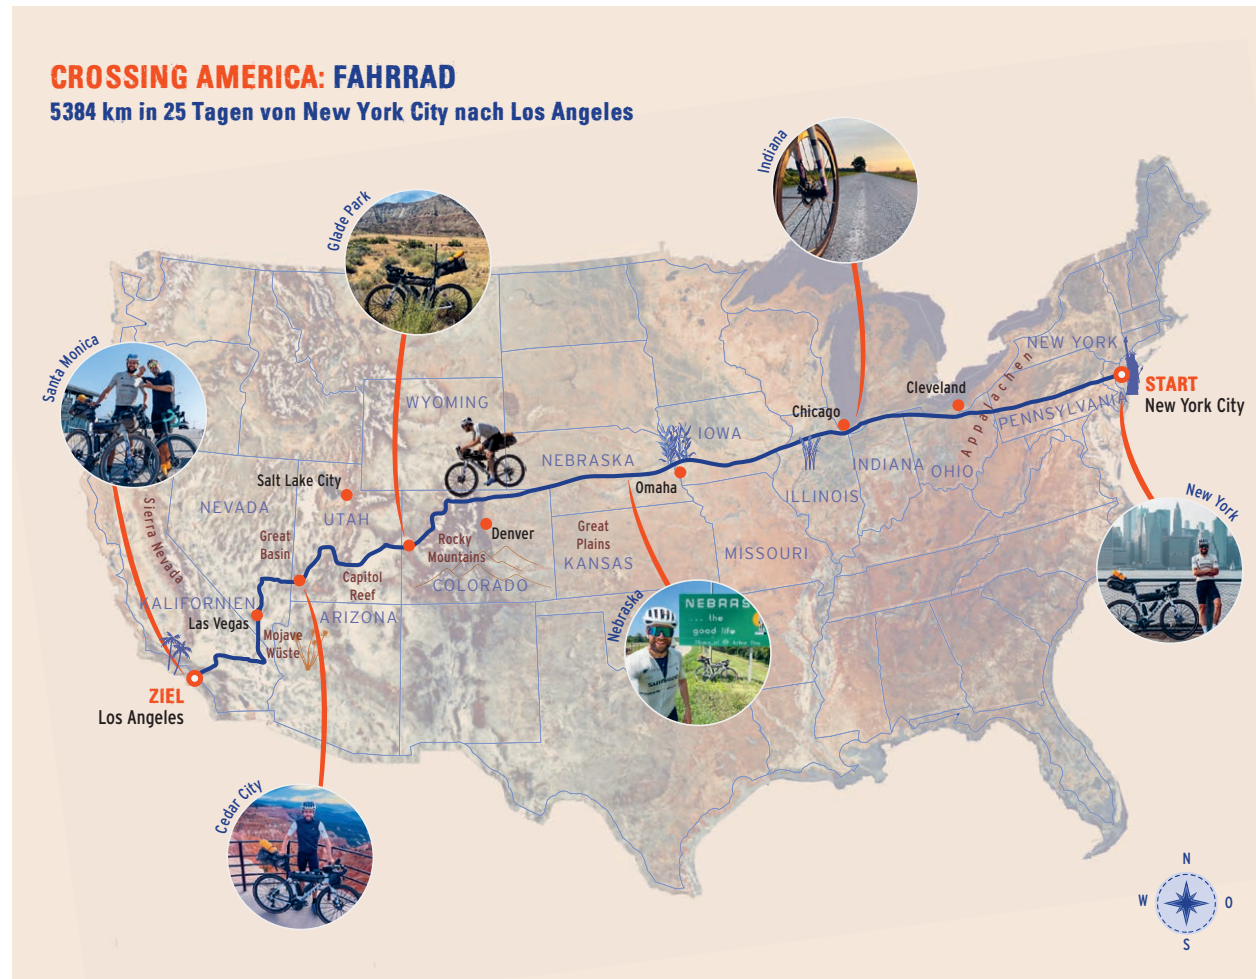 CROSSING AMERICA: FAHRRAD
5384 km in 25 Tagen von New York City nach Los Angeles
Indiana
Glade Park
Santa Monica
NEW YORK
WYOMING
Cleveland
START
New York City
Appalachen
PENNSYLVANIA
Chicago
IOWA
NEBRASKA
INDIANA
OHIO
Salt Lake City
Omaha
ILLINOIS
New York
NEVADA
UTAH
Sierra Nevada
Great
Basin
Rocky
Mountains
Denver
Great
Plains
KANSAS
MISSOURI
Capitol
Reef
COLORADO
KALIFORNIEN
Las Vegas
ARIZONA
Mojave
Wüste
Nebraska
NEBRAS
... the
good life
ZIEL
Los Angeles
Cedar City
N
W
O
S